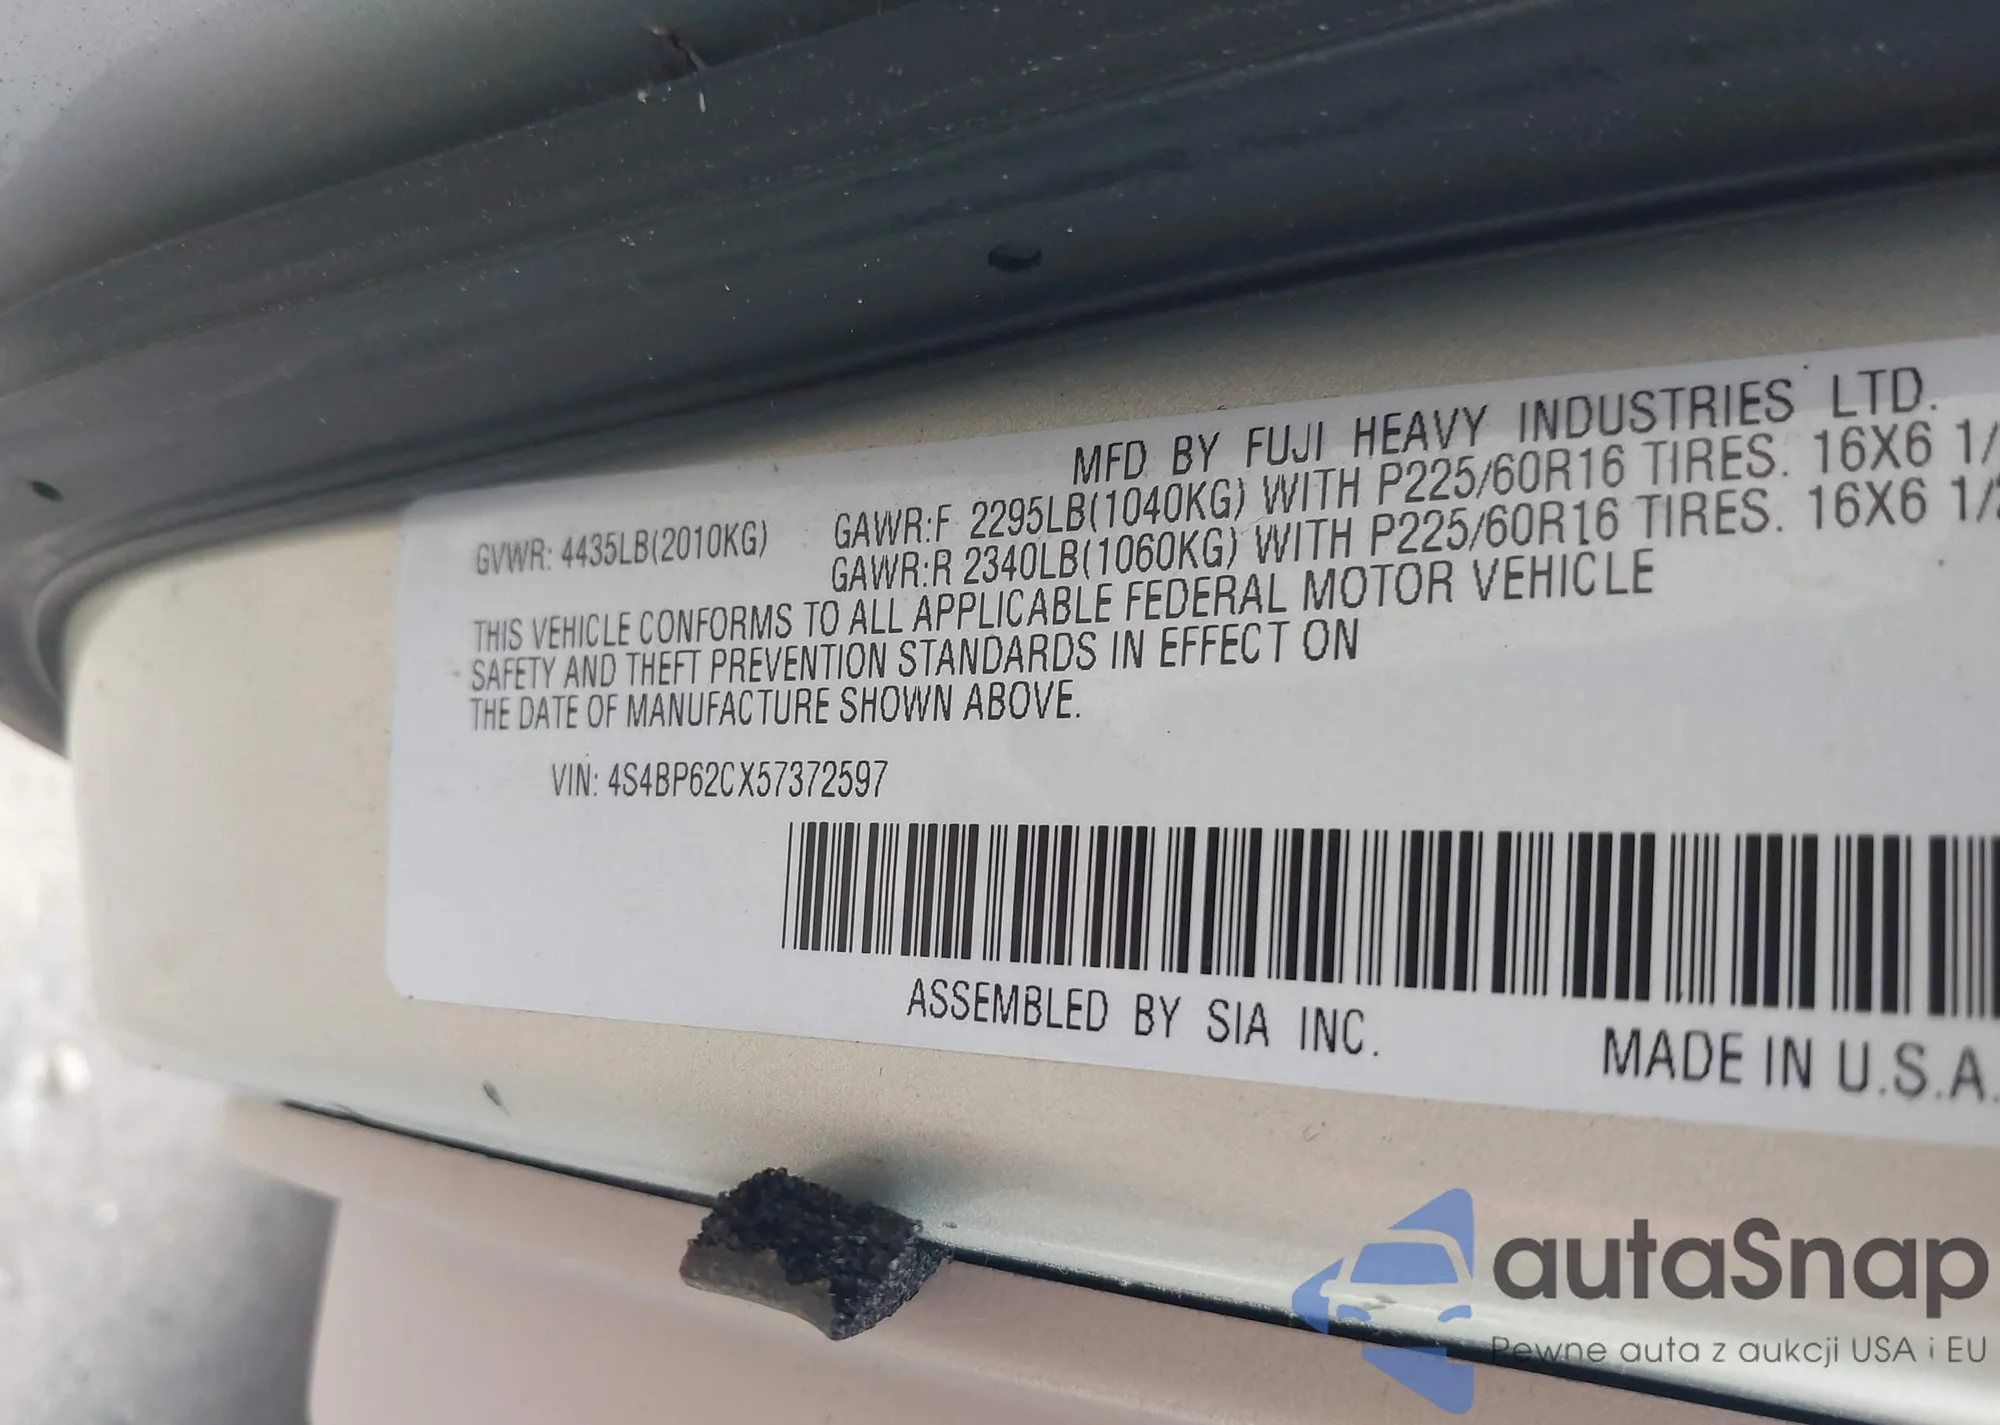 MFD BY FUJI HEAVY INDUSTRIES LTD.
GVWR: 4435LB(2010KG)
GAWR:F 2295LB(1040KG) WITH P225/60R16 TIRES. 16X6 1/
GAWR:R 2340LB(1060KG) WITH P225/60R16 TIRES. 16X6 1/2
THIS VEHICLE CONFORMS TO ALL APPLICABLE FEDERAL MOTOR VEHICLE
SAFETY AND THEFT PREVENTION STANDARDS IN EFFECT ON
THE DATE OF MANUFACTURE SHOWN ABOVE.
VIN: 4S4BP62CX57372597
ASSEMBLED BY SIA INC.
MADE IN U.S.A.
autaSnap
Pewne auta z aukcji USA i EU